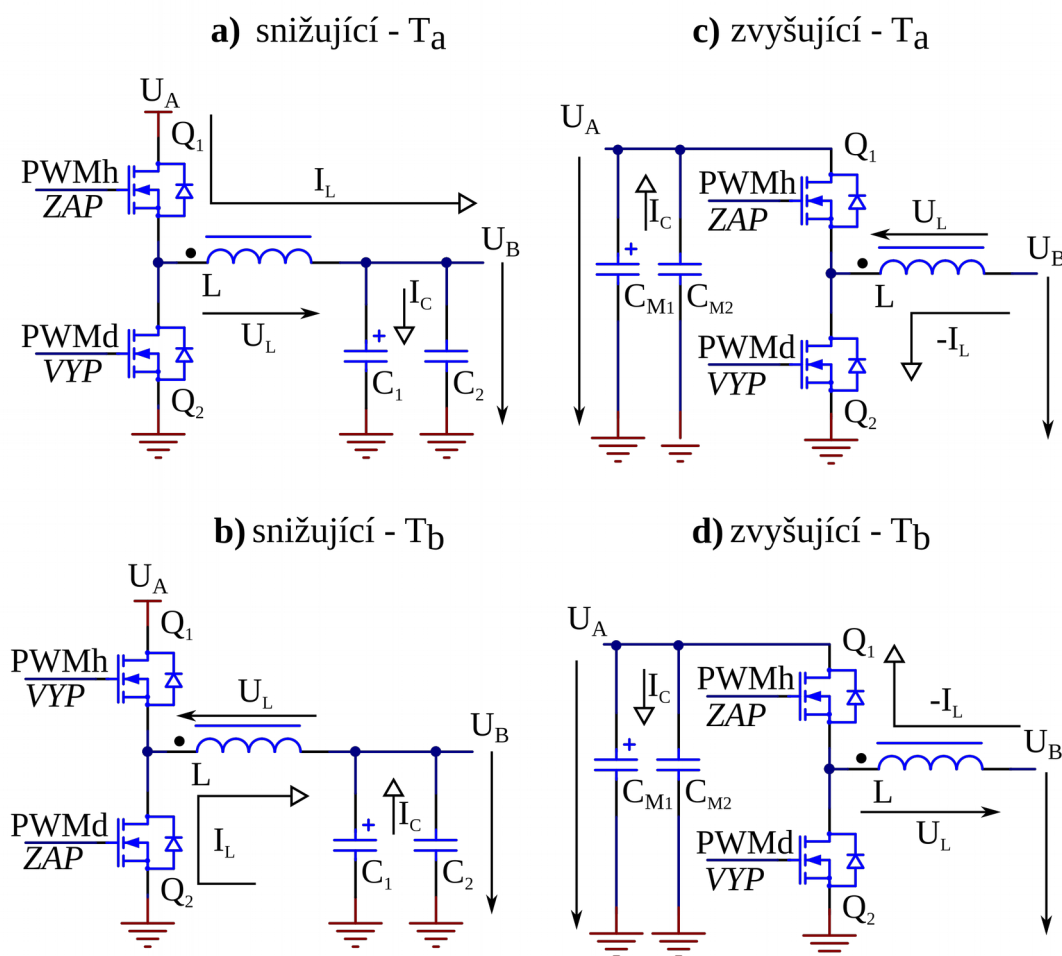 a) snižující - Ta
UA
Q1
PWMh
ZAP
IL
UB
L
IC
UL
PWMd
VYP
+
C1
C2
Q2
c) zvyšující - Ta
UA
Q1
PWMh
ZAP
IC
UL
UB
+
CM1
CM2
L
-IL
PWMd
VYP
Q2
b) snižující - Tb
UA
Q1
PWMh
VYP
UL
UB
L
IC
PWMd
ZAP
IL
+
C1
C2
Q2
d) zvyšující - Tb
UA
Q1
PWMh
ZAP
IC
-IL
UB
+
CM1
CM2
L
UL
PWMd
VYP
Q2